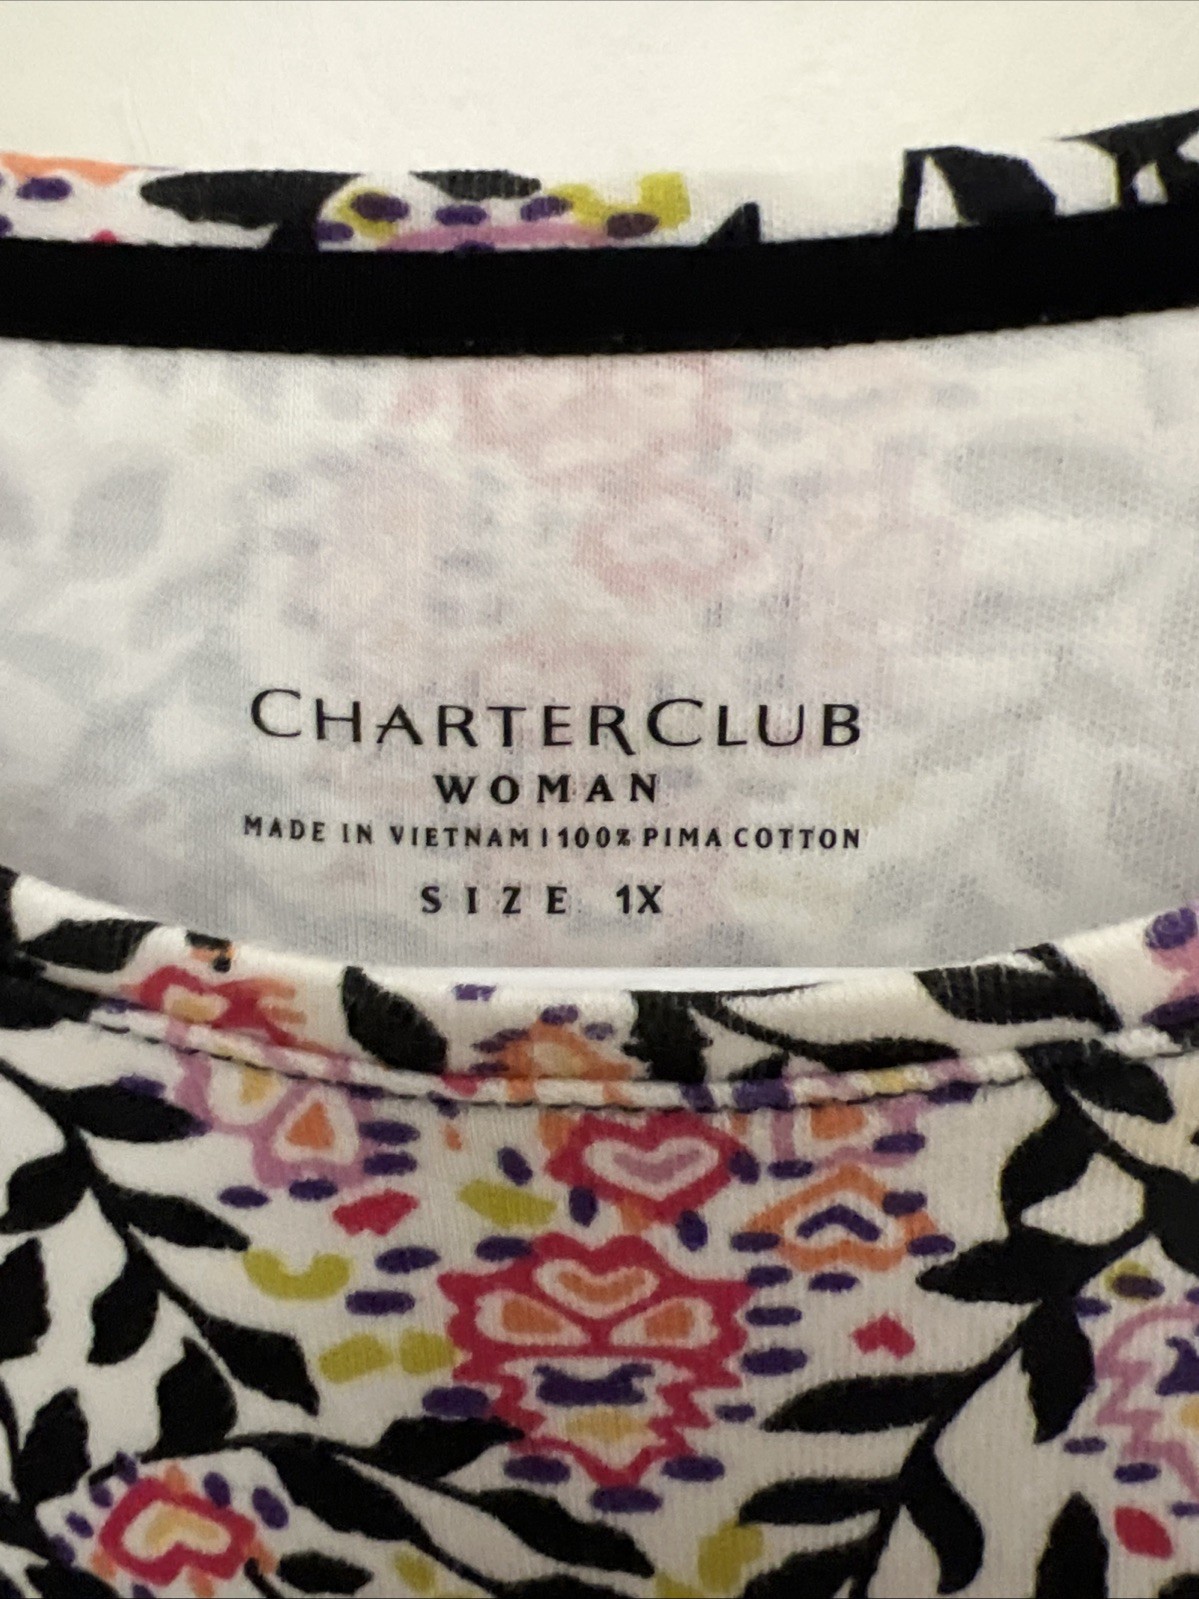 CHARTERCLUB
WOMAN
MADE IN VIETNAM | 100% PIMA COTTON
SIZE 1X